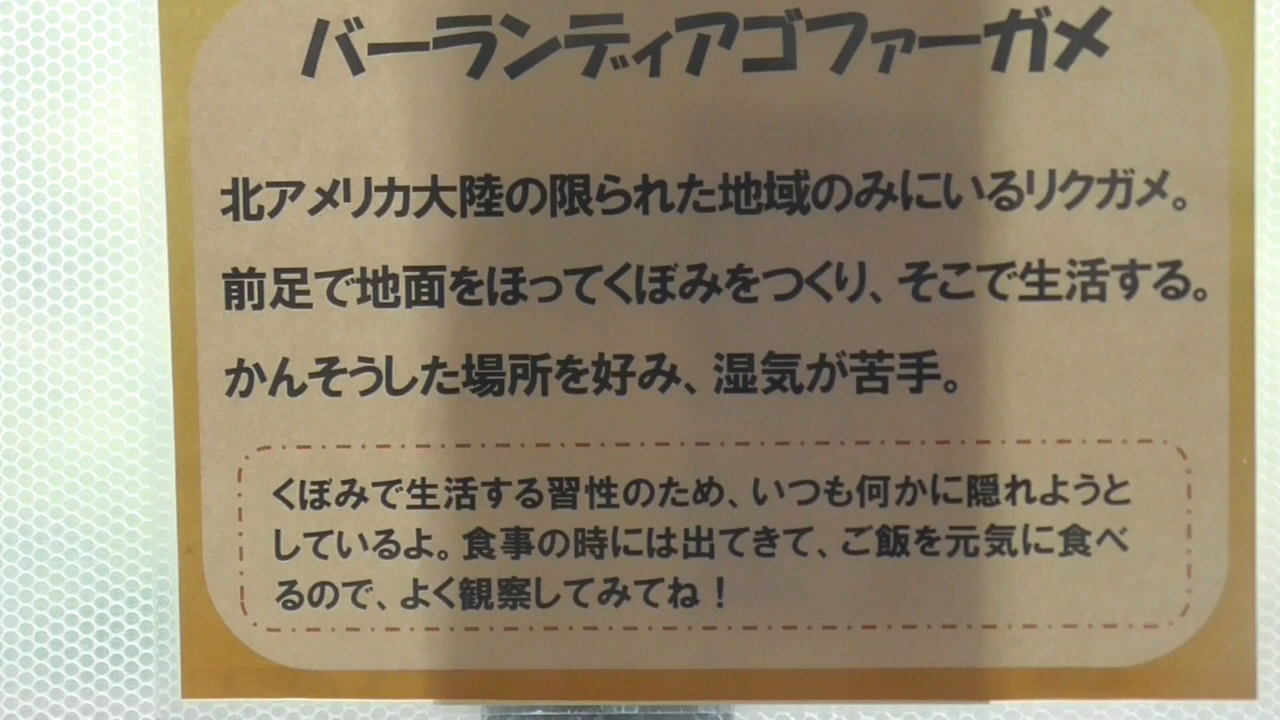 バーランディアゴファーガメ
北アメリカ大陸の限られた地域のみにいるリクガメ。
前足で地面をほってくぼみをつくり、そこで生活する。
かんそうした場所を好み、湿気が苦手。
くぼみで生活する習性のため、いつも何かに隠れようと
しているよ。食事の時には出てきて、ご飯を元気に食べ
るので、よく観察してみてね！